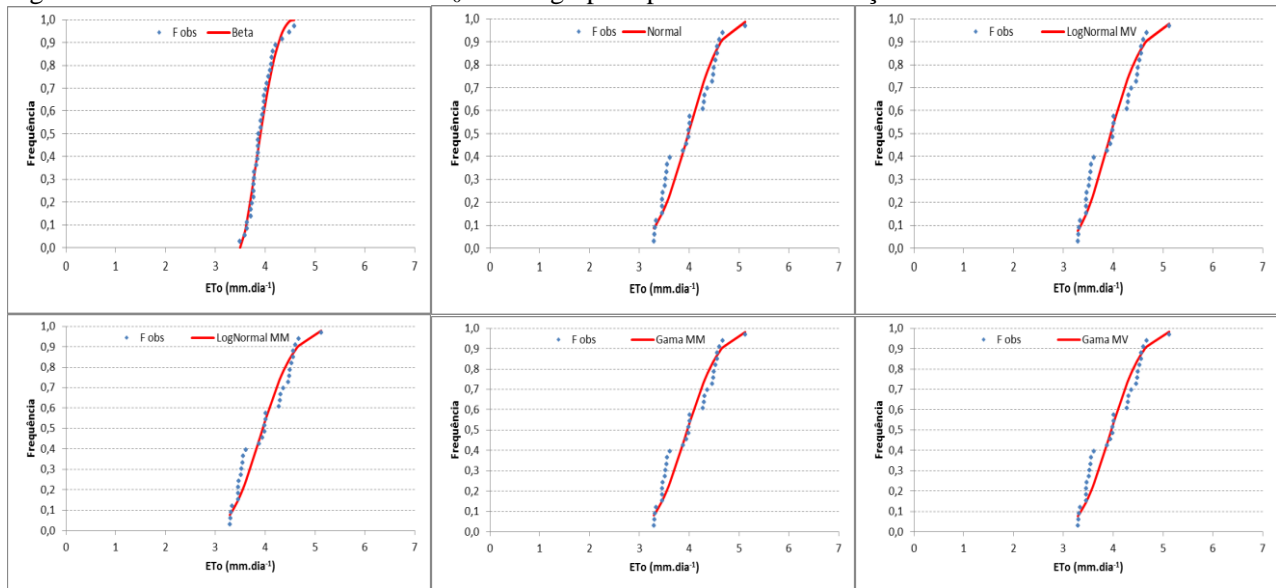 F obs Beta
Frequência
1,0
0,9
0,8
0,7
0,6
0,5
0,4
0,3
0,2
0,1
0,0
0 1 2 3 4 5 6 7
ETo (mm.dia-1)
F obs Normal
Frequência
1,0
0,9
0,8
0,7
0,6
0,5
0,4
0,3
0,2
0,1
0,0
0 1 2 3 4 5 6 7
ETo (mm.dia-1)
F obs LogNormal MV
Frequência
1,0
0,9
0,8
0,7
0,6
0,5
0,4
0,3
0,2
0,1
0,0
0 1 2 3 4 5 6 7
ETo (mm.dia-1)
F obs LogNormal MM
Frequência
1,0
0,9
0,8
0,7
0,6
0,5
0,4
0,3
0,2
0,1
0,0
0 1 2 3 4 5 6 7
ETo (mm.dia-1)
F obs Gama MM
Frequência
1,0
0,9
0,8
0,7
0,6
0,5
0,4
0,3
0,2
0,1
0,0
0 1 2 3 4 5 6 7
ETo (mm.dia-1)
F obs Gama MV
Frequência
1,0
0,9
0,8
0,7
0,6
0,5
0,4
0,3
0,2
0,1
0,0
0 1 2 3 4 5 6 7
ETo (mm.dia-1)